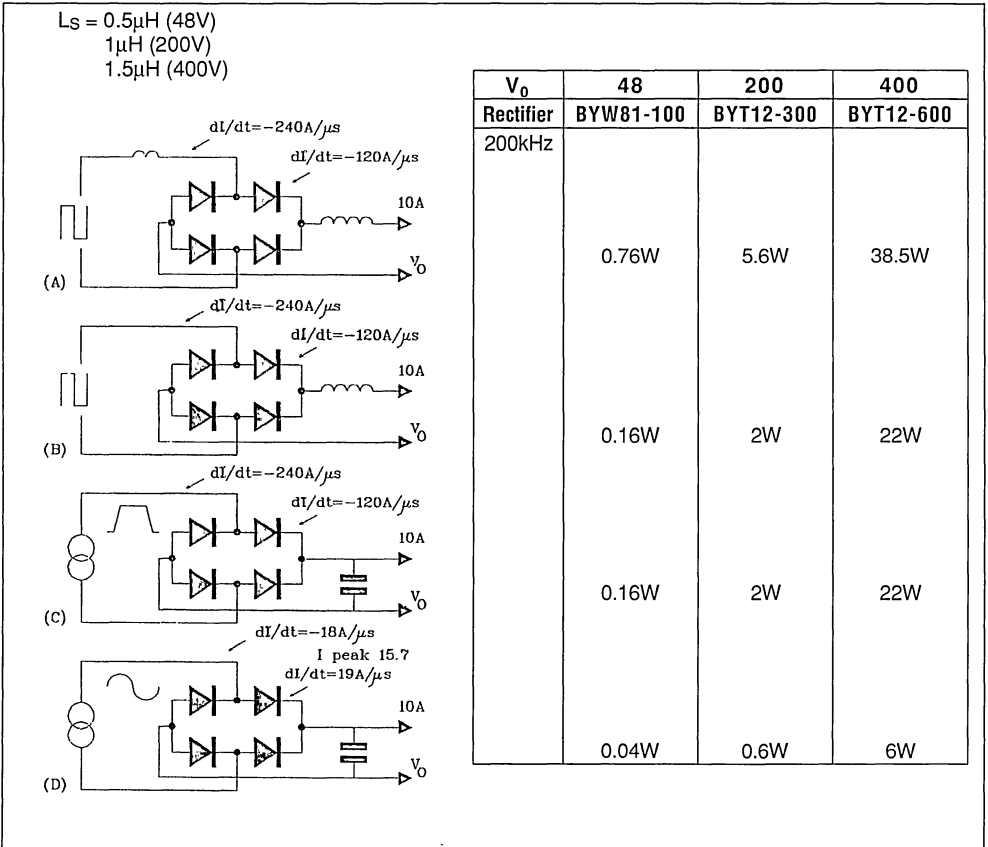 LS = 0.5μH (48V)
1μH (200V)
1.5μH (400V)
V0 48 200 400
Rectifier BYW81-100 BYT12-300 BYT12-600
200kHz
dI/dt=-240A/μs
dI/dt=-120A/μs
10A
VO
(A)
0.76W 5.6W 38.5W
dI/dt=-240A/μs
dI/dt=-120A/μs
10A
VO
(B)
0.16W 2W 22W
dI/dt=-240A/μs
dI/dt=-120A/μs
10A
VO
(C)
0.16W 2W 22W
dI/dt=-18A/μs
I peak 15.7
dI/dt=19A/μs
10A
VO
(D)
0.04W 0.6W 6W